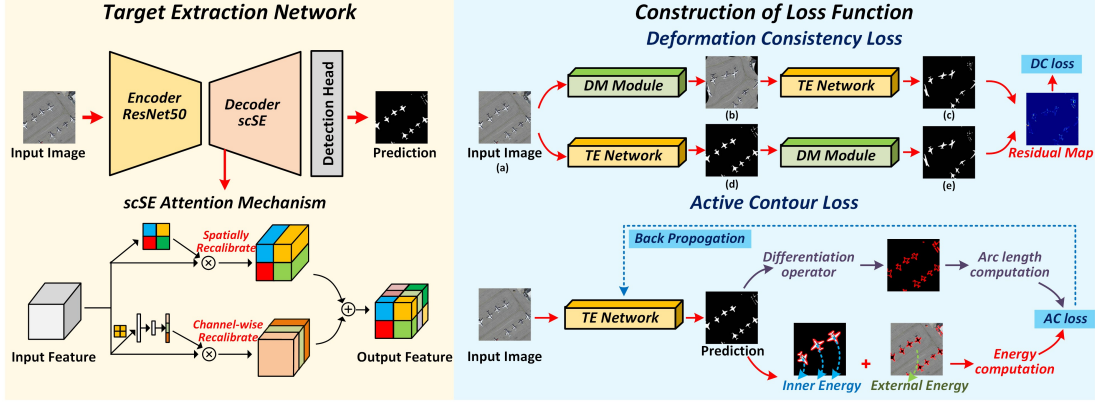 Target Extraction Network
Encoder
ResNet50
Decoder
scSE
Detection Head
Input Image
Prediction
scSE Attention Mechanism
Spatially
Recalibrate
Channel-wise
Recalibrate
Input Feature
Output Feature
Construction of Loss Function
Deformation Consistency Loss
DM Module
(b)
TE Network
(c)
DC loss
Input Image
(a)
TE Network
(d)
DM Module
(e)
Residual Map
Active Contour Loss
Back Propogation
Differentiation
operator
Arc length
computation
Input Image
TE Network
Prediction
AC loss
Inner Energy
+
External Energy
Energy
computation